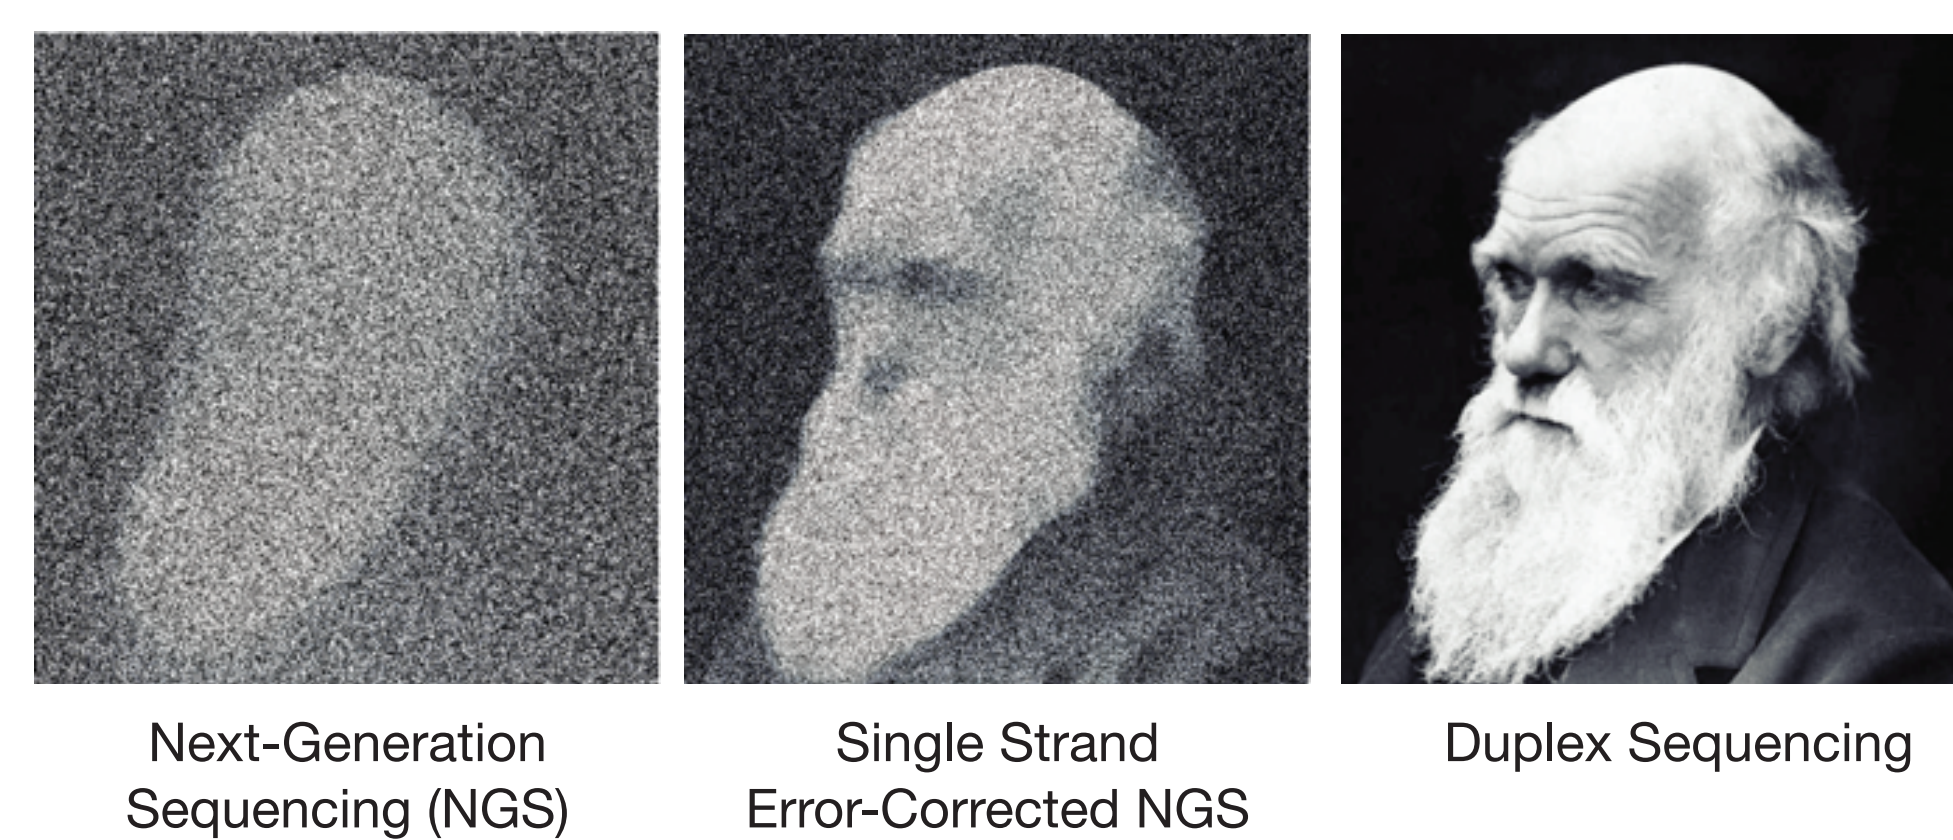 Next-Generation
Sequencing (NGS)
Single Strand
Error-Corrected NGS
Duplex Sequencing